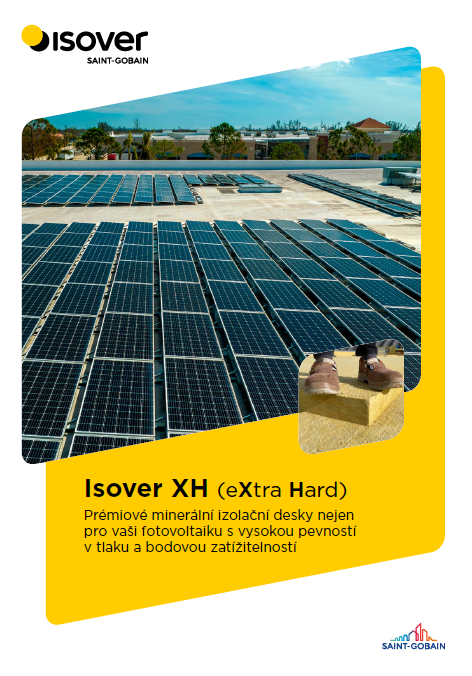 isover
SAINT-GOBAIN
Isover XH (eXtra Hard)
Prémiové minerální izolační desky nejen
pro vaši fotovoltaiku s vysokou pevností
v tlaku a bodovou zatížitelností
SAINT-GOBAIN